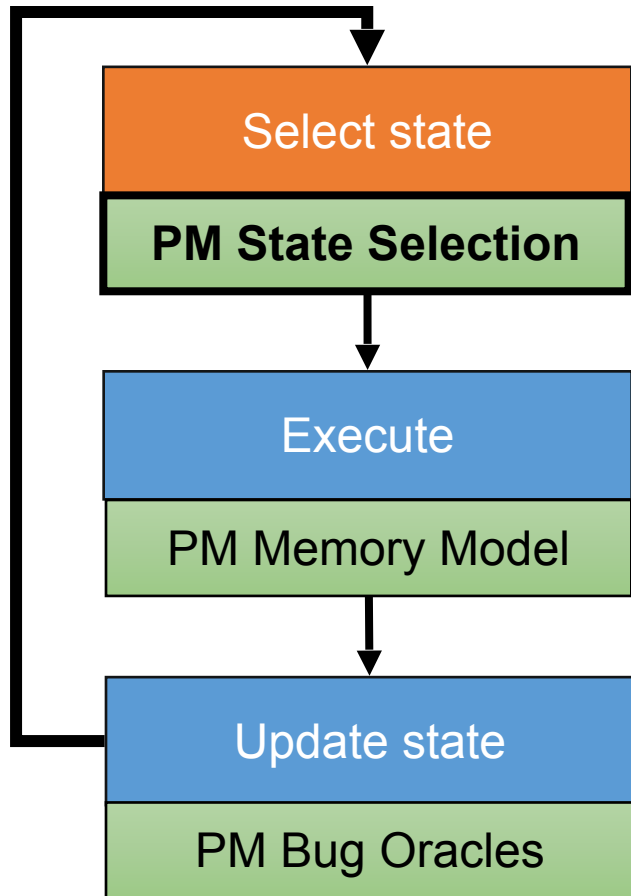 Select state
PM State Selection
Execute
PM Memory Model
Update state
PM Bug Oracles